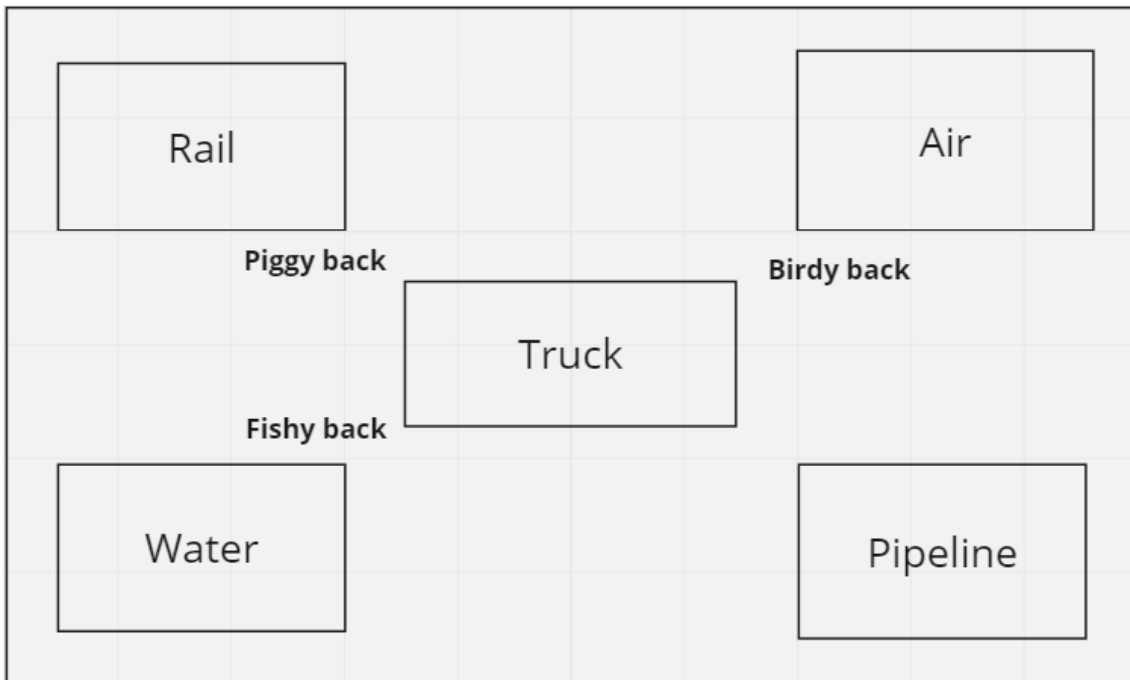 Rail
Air
Piggy back
Birdy back
Truck
Fishy back
Water
Pipeline